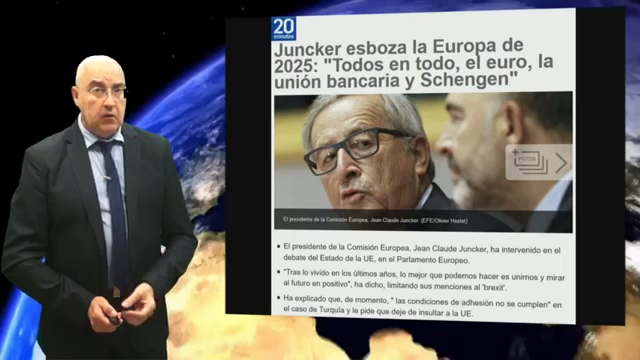 20
minutos
Juncker esboza la Europa de
2025: "Todos en todo, el euro, la
unión bancaria y Schengen"
FOTOS
El presidente de la Comisión Europea, Jean Claude Juncker. (EFE/Olivier Hoslet)
El presidente de la Comisión Europea, Jean Claude Juncker, ha intervenido en el
debate del Estado de la UE, en el Parlamento Europeo.
"Tras lo vivido en los últimos años, lo mejor que podemos hacer es unirnos y mirar
al futuro en positivo", ha dicho, limitando sus menciones al 'brexit'.
Ha explicado que, de momento, " las condiciones de adhesión no se cumplen" en
el caso de Turquía y le pide que deje de insultar a la UE.